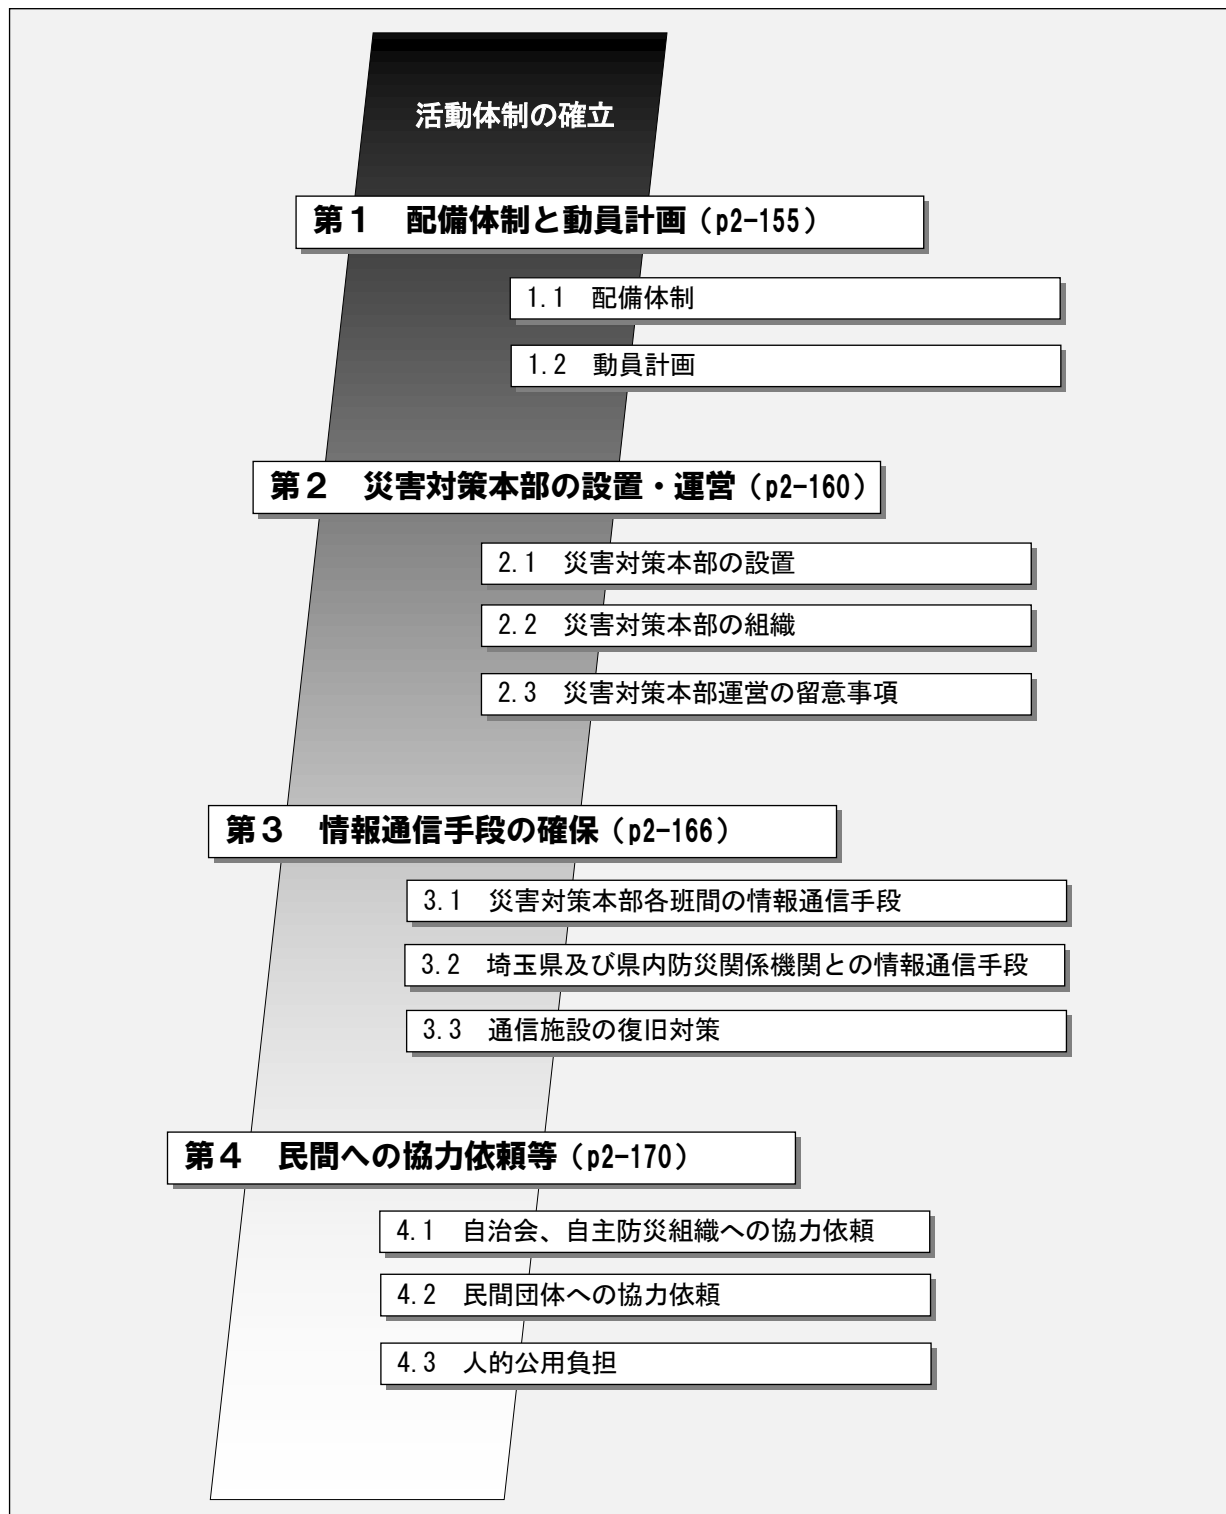 活動体制の確立
第１　配備体制と動員計画（p2-155）
1.1　配備体制
1.2　動員計画
第２　災害対策本部の設置・運営（p2-160）
2.1　災害対策本部の設置
2.2　災害対策本部の組織
2.3　災害対策本部運営の留意事項
第３　情報通信手段の確保（p2-166）
3.1　災害対策本部各班間の情報通信手段
3.2　埼玉県及び県内防災関係機関との情報通信手段
3.3　通信施設の復旧対策
第４　民間への協力依頼等（p2-170）
4.1　自治会、自主防災組織への協力依頼
4.2　民間団体への協力依頼
4.3　人的公用負担